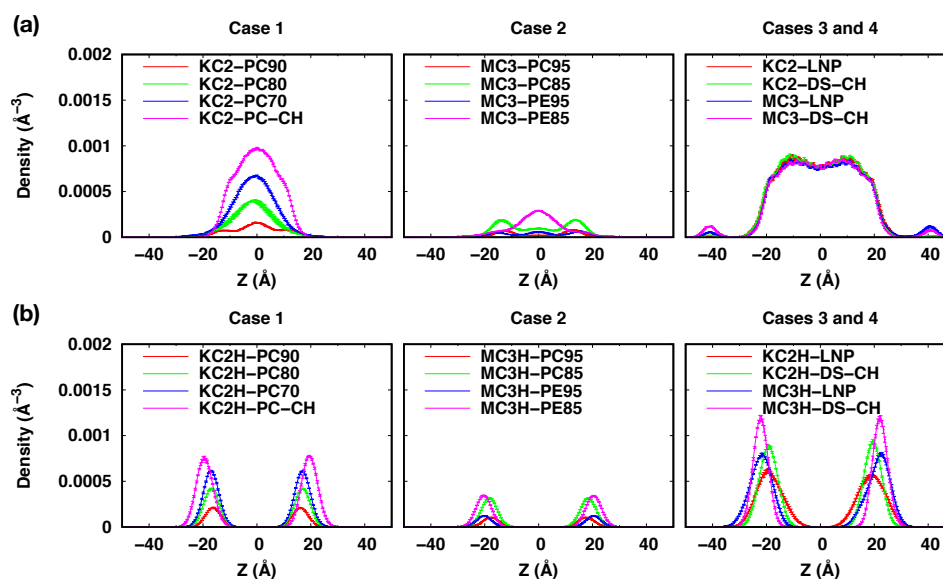 (a)
Case 1
Case 2
Cases 3 and 4
Density (Å−3)
0.002
0.0015
0.001
0.0005
0
KC2−PC90
KC2−PC80
KC2−PC70
KC2−PC−CH
MC3−PC95
MC3−PC85
MC3−PE95
MC3−PE85
KC2−LNP
KC2−DS−CH
MC3−LNP
MC3−DS−CH
−40 −20 0 20 40
−40 −20 0 20 40
−40 −20 0 20 40
Z (Å)
Z (Å)
Z (Å)
(b)
Case 1
Case 2
Cases 3 and 4
Density (Å−3)
0.002
0.0015
0.001
0.0005
0
KC2H−PC90
KC2H−PC80
KC2H−PC70
KC2H−PC−CH
MC3H−PC95
MC3H−PC85
MC3H−PE95
MC3H−PE85
KC2H−LNP
KC2H−DS−CH
MC3H−LNP
MC3H−DS−CH
−40 −20 0 20 40
−40 −20 0 20 40
−40 −20 0 20 40
Z (Å)
Z (Å)
Z (Å)